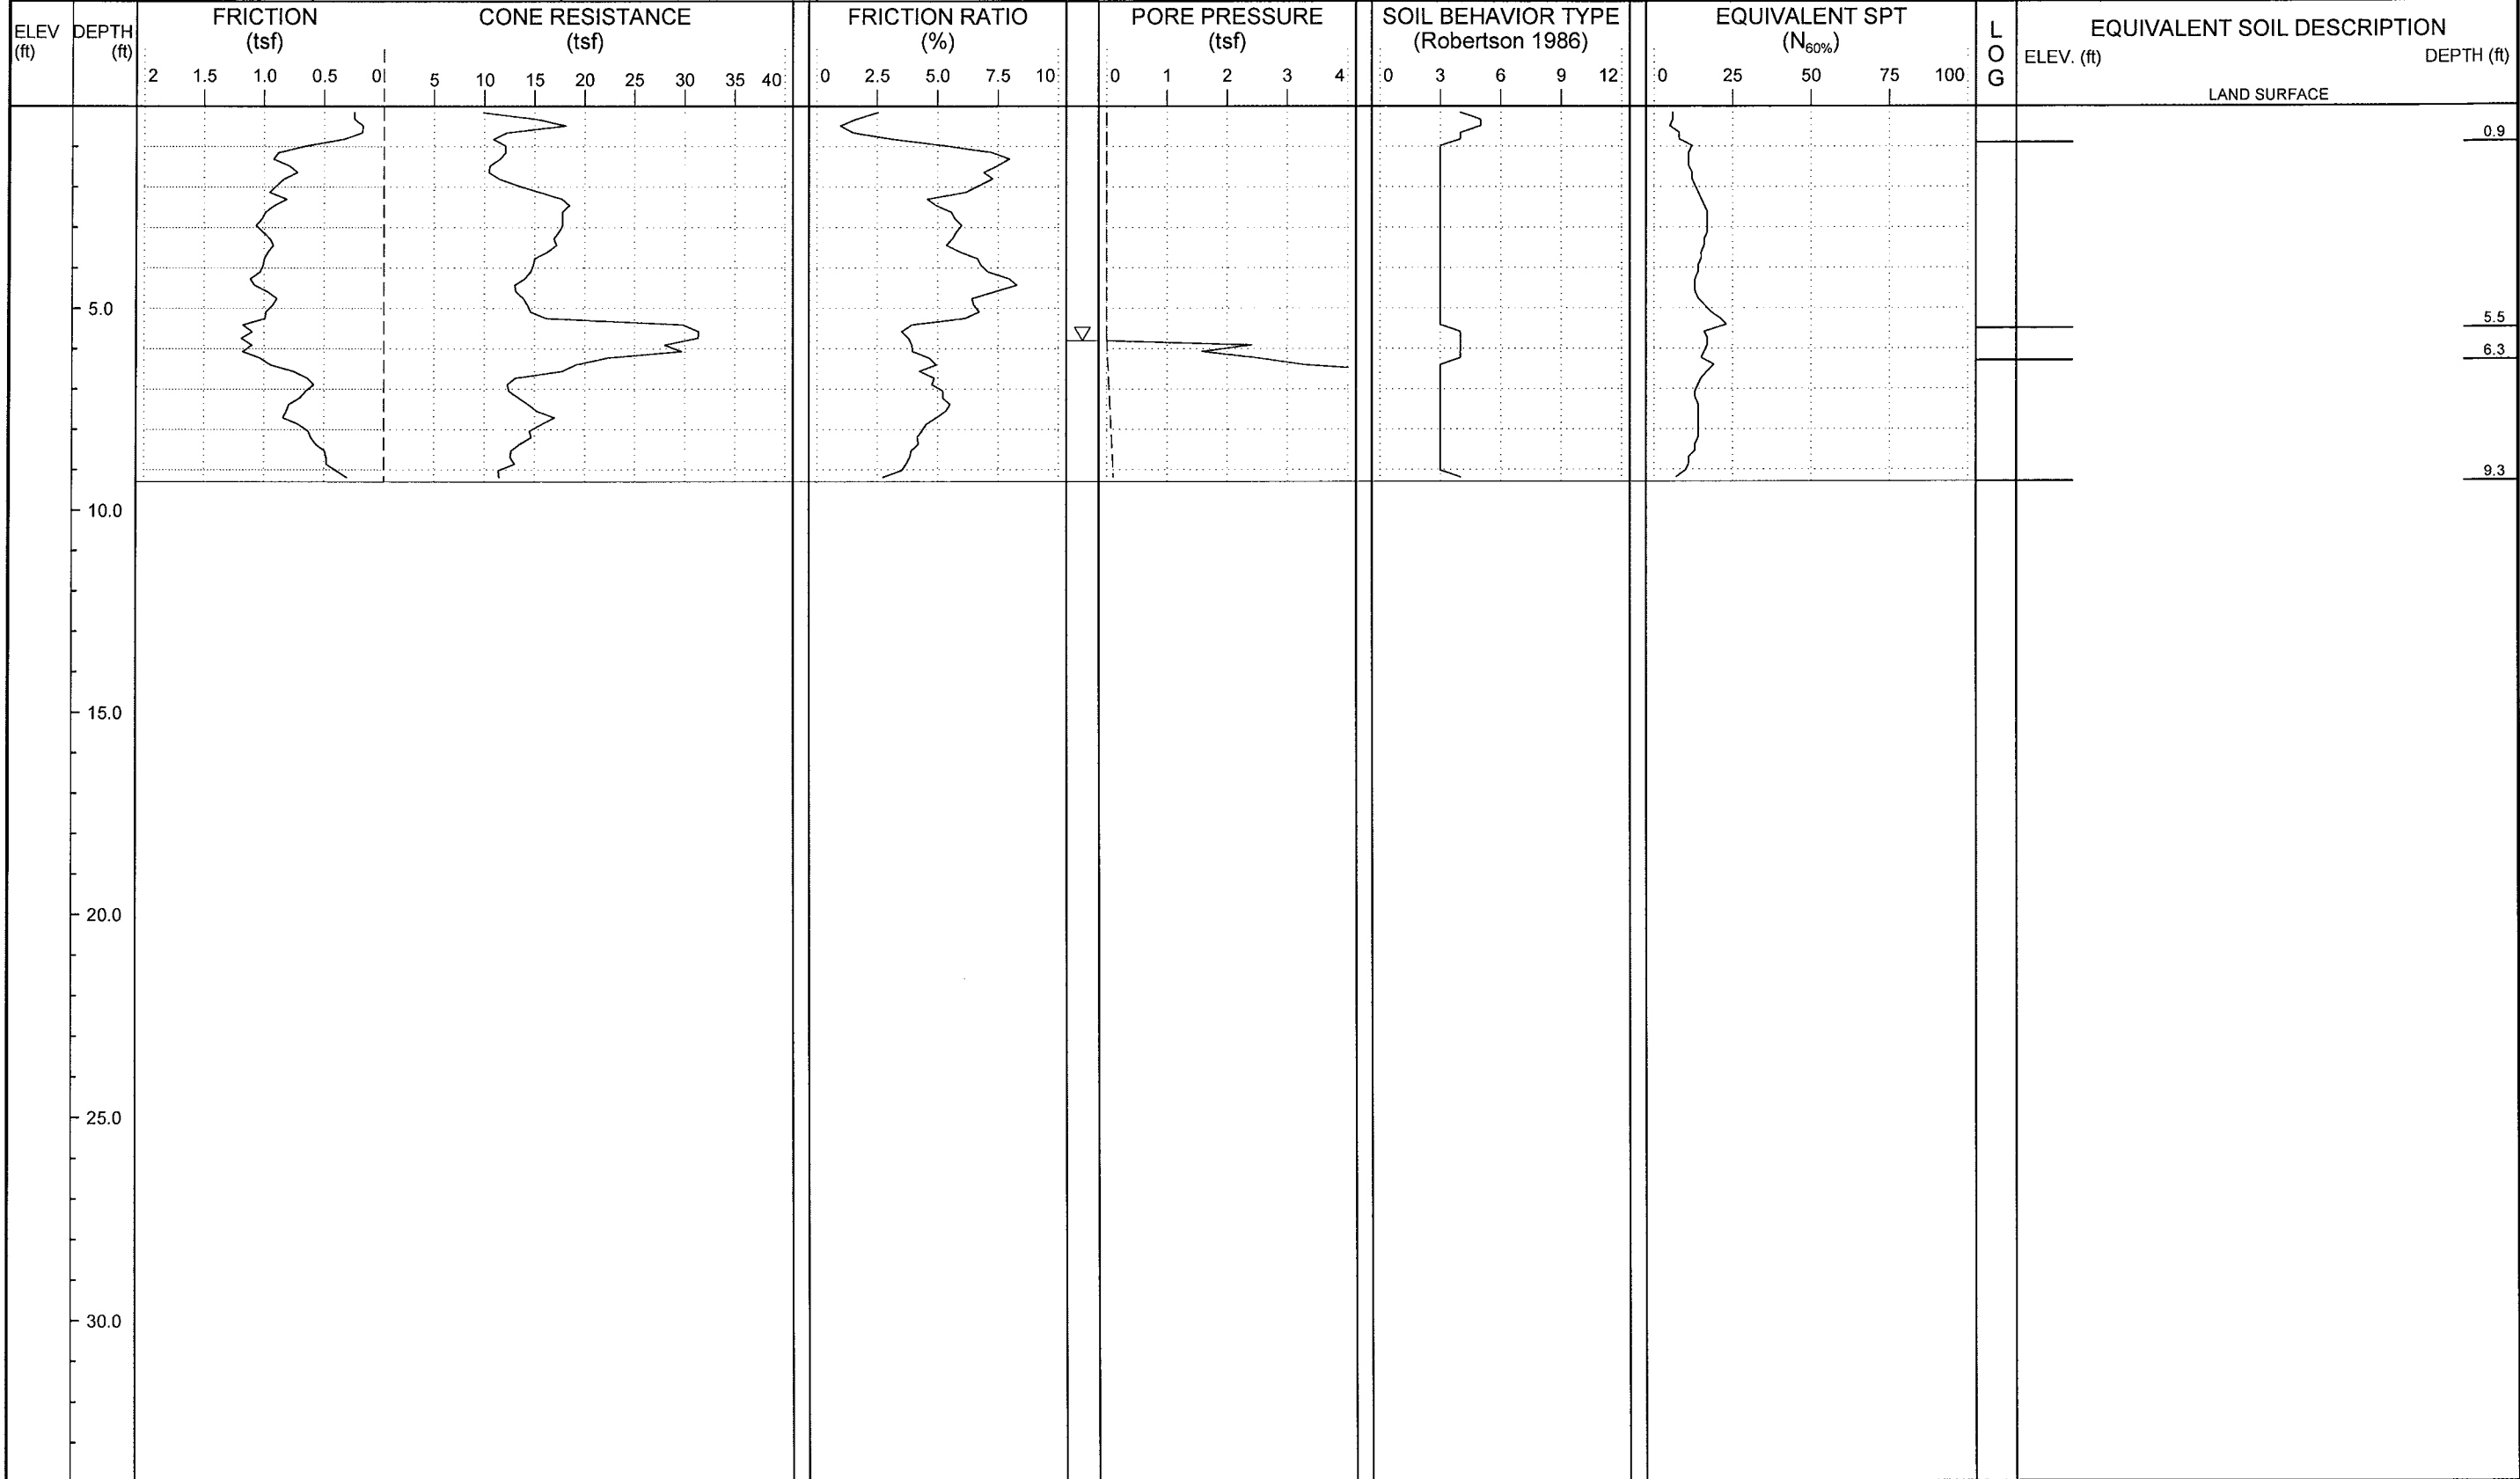 ELEV
(ft)
DEPTH
(ft)
FRICTION
(tsf)
2 1.5 1.0 0.5 0
CONE RESISTANCE
(tsf)
5 10 15 20 25 30 35 40
FRICTION RATIO
(%)
0 2.5 5.0 7.5 10
PORE PRESSURE
(tsf)
0 1 2 3 4
SOIL BEHAVIOR TYPE
(Robertson 1986)
0 3 6 9 12
EQUIVALENT SPT
(N60%)
0 25 50 75 100
L
O
G
EQUIVALENT SOIL DESCRIPTION
ELEV. (ft) DEPTH (ft)
LAND SURFACE
0.9
5.0
5.5
6.3
9.3
10.0
15.0
20.0
25.0
30.0